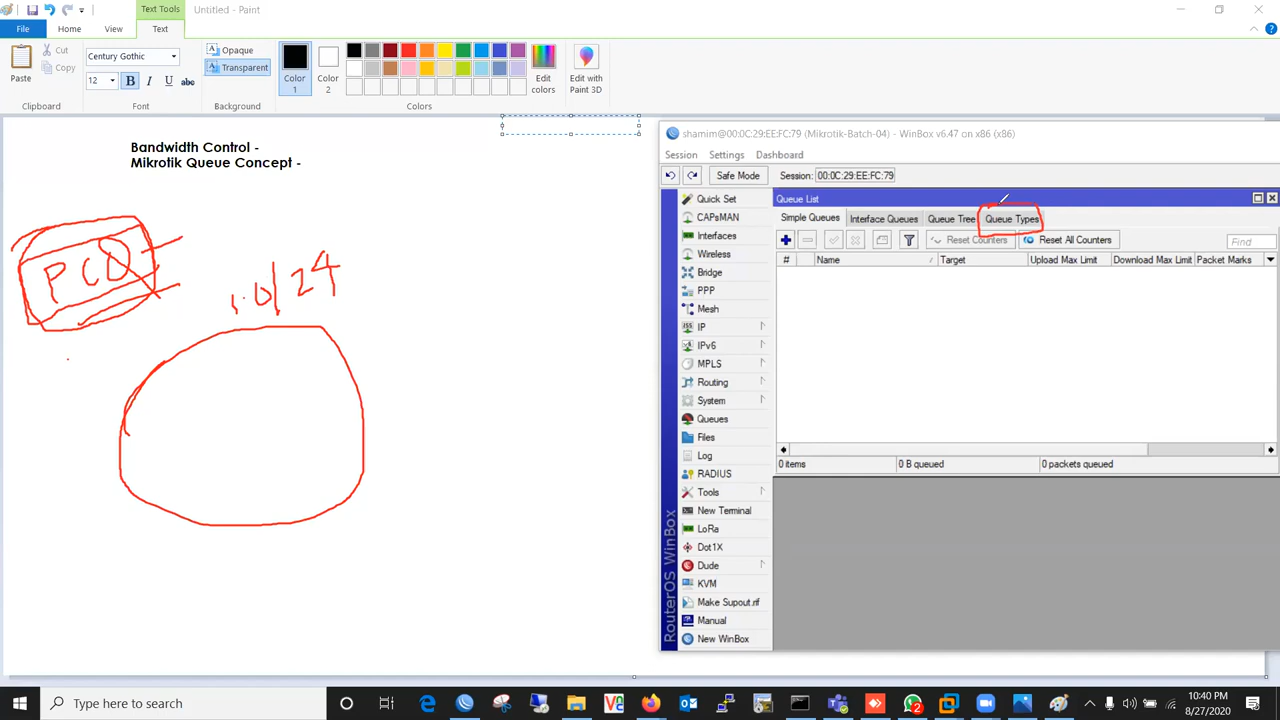 Text Tools
Untitled - Paint
File
Home
View
Text
Paste
Cut
Copy
Clipboard
Century Gothic
12
B
I
U
abc
Font
Opaque
Transparent
Background
Color
1
Color
2
Colors
Edit
colors
Edit with
Paint 3D
Bandwidth Control -
Mikrotik Queue Concept -
PCQ
1.0/24
shamim@00:0C:29:EE:FC:79 (Mikrotik-Batch-04) - WinBox v6.47 on x86 (x86)
Session Settings Dashboard
Safe Mode Session: 00:0C:29:EE:FC:79
RouterOS WinBox
Quick Set
CAPsMAN
Interfaces
Wireless
Bridge
PPP
Mesh
IP
IPv6
MPLS
Routing
System
Queues
Files
Log
RADIUS
Tools
New Terminal
LoRa
Dot1X
Dude
KVM
Make Supout.rif
Manual
New WinBox
Queue List
Simple Queues Interface Queues Queue Tree Queue Types
Reset Counters Reset All Counters Find
# Name Target Upload Max Limit Download Max Limit Packet Marks
0 items 0 B queued 0 packets queued
Type here to search
10:40 PM
8/27/2020